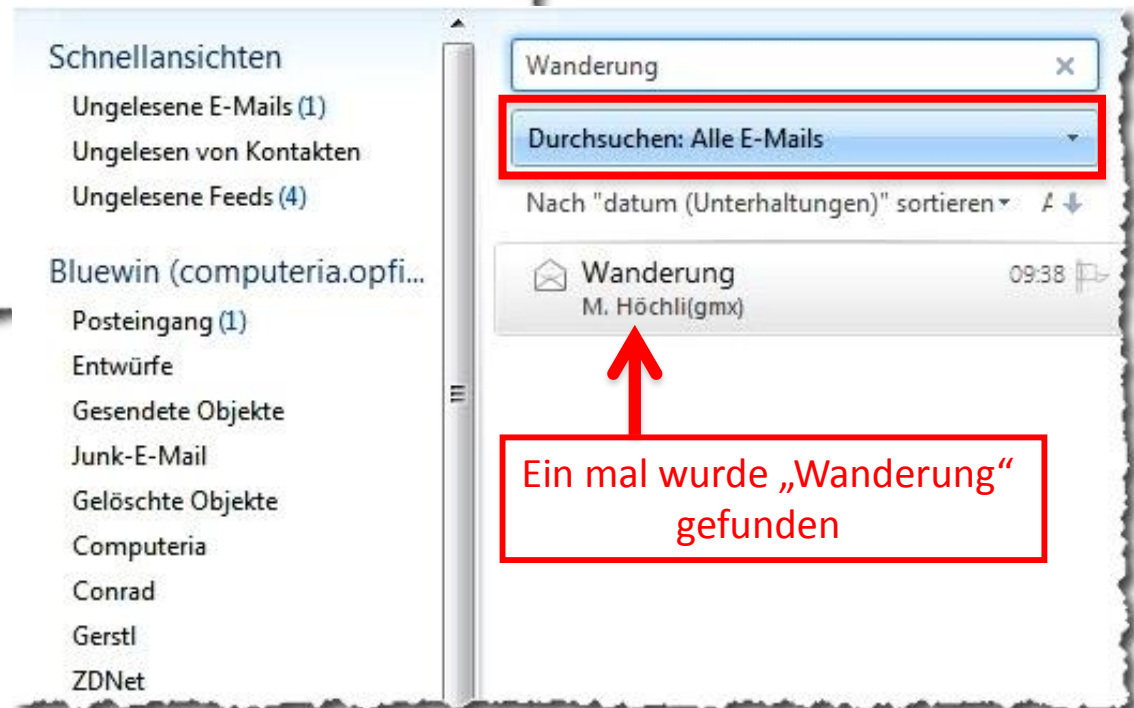 Schnellansichten
Ungelesene E-Mails (1)
Ungelesen von Kontakten
Ungelesene Feeds (4)
Bluewin (computeria.opfi...
Posteingang (1)
Entwürfe
Gesendete Objekte
Junk-E-Mail
Gelöschte Objekte
Computeria
Conrad
Gerstl
ZDNet
Wanderung
Durchsuchen: Alle E-Mails
Nach "datum (Unterhaltungen)" sortieren
Wanderung 09:38
M. Höchli(gmx)
Ein mal wurde „Wanderung“
gefunden